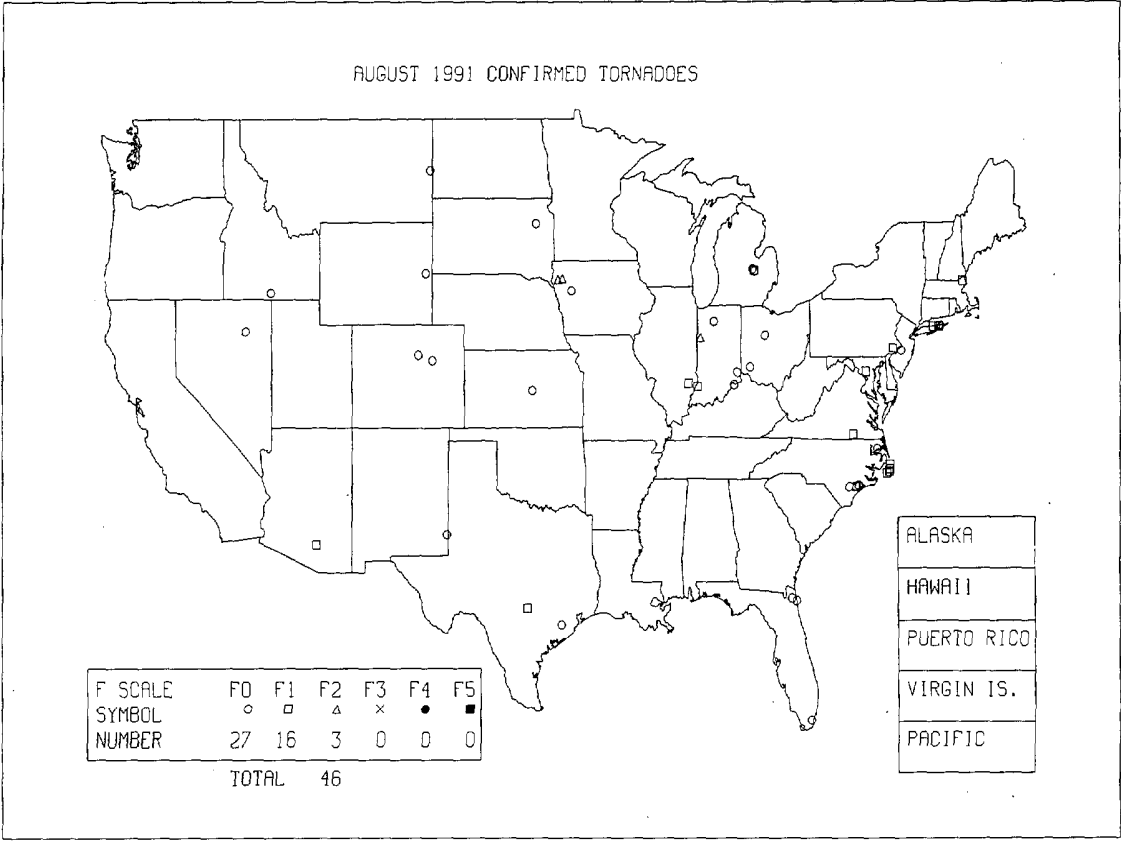 AUGUST 1991 CONFIRMED TORNADOES
ALASKA
HAWAII
PUERTO RICO
VIRGIN IS.
PACIFIC
F SCALE F0 F1 F2 F3 F4 F5
SYMBOL ○ □ △ × ● ■
NUMBER 27 16 3 0 0 0
TOTAL 46